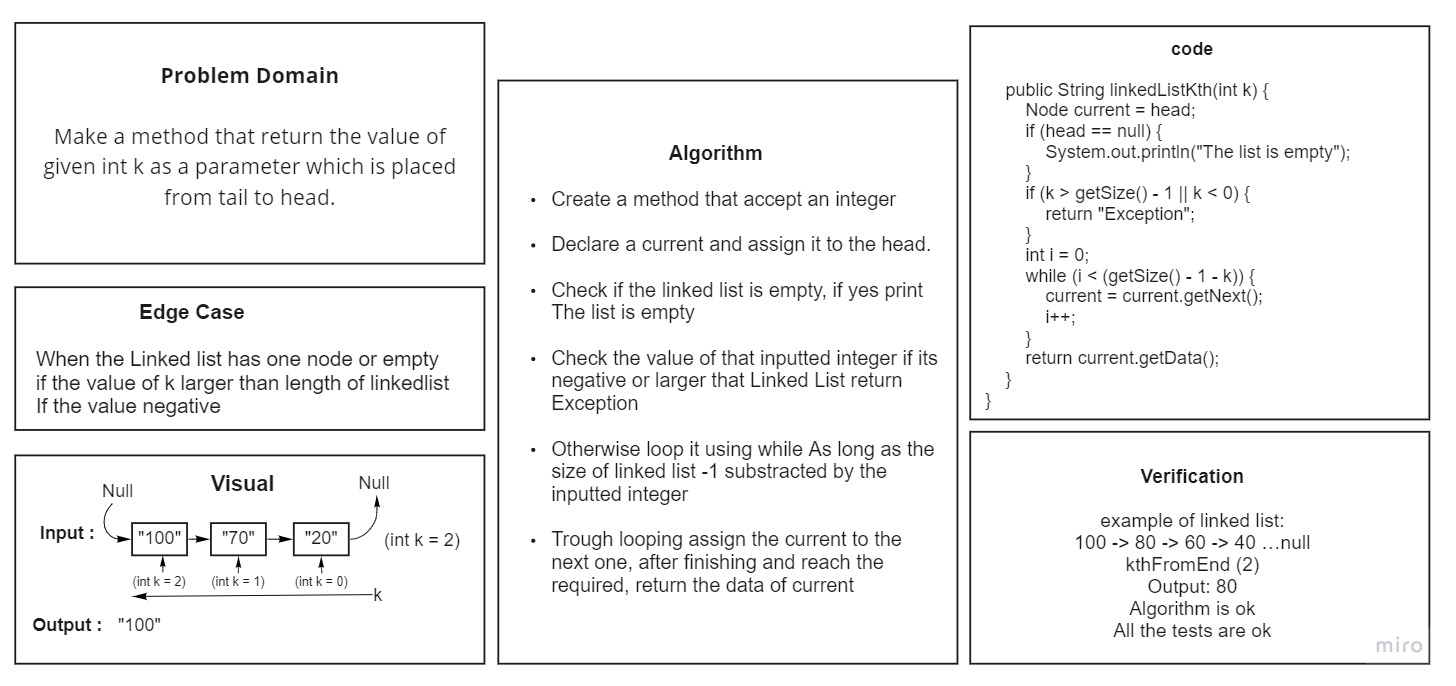 Problem Domain
Make a method that return the value of
given int k as a parameter which is placed
from tail to head.
Edge Case
When the Linked list has one node or empty
if the value of k larger than length of linkedlist
If the value negative
Visual
Null
Null
Input :
"100"
"70"
"20"
(int k = 2)
(int k = 2)
(int k = 1)
(int k = 0)
k
Output : "100"
Algorithm
• Create a method that accept an integer
• Declare a current and assign it to the head.
• Check if the linked list is empty, if yes print
The list is empty
• Check the value of that inputted integer if its
negative or larger that Linked List return
Exception
• Otherwise loop it using while As long as the
size of linked list -1 substracted by the
inputted integer
• Trough looping assign the current to the
next one, after finishing and reach the
required, return the data of current
code
public String linkedListKth(int k) {
Node current = head;
if (head == null) {
System.out.println("The list is empty");
}
if (k > getSize() - 1 || k < 0) {
return "Exception";
}
int i = 0;
while (i < (getSize() - 1 - k)) {
current = current.getNext();
i++;
}
return current.getData();
}
}
Verification
example of linked list:
100 -> 80 -> 60 -> 40 …null
kthFromEnd (2)
Output: 80
Algorithm is ok
All the tests are ok
miro